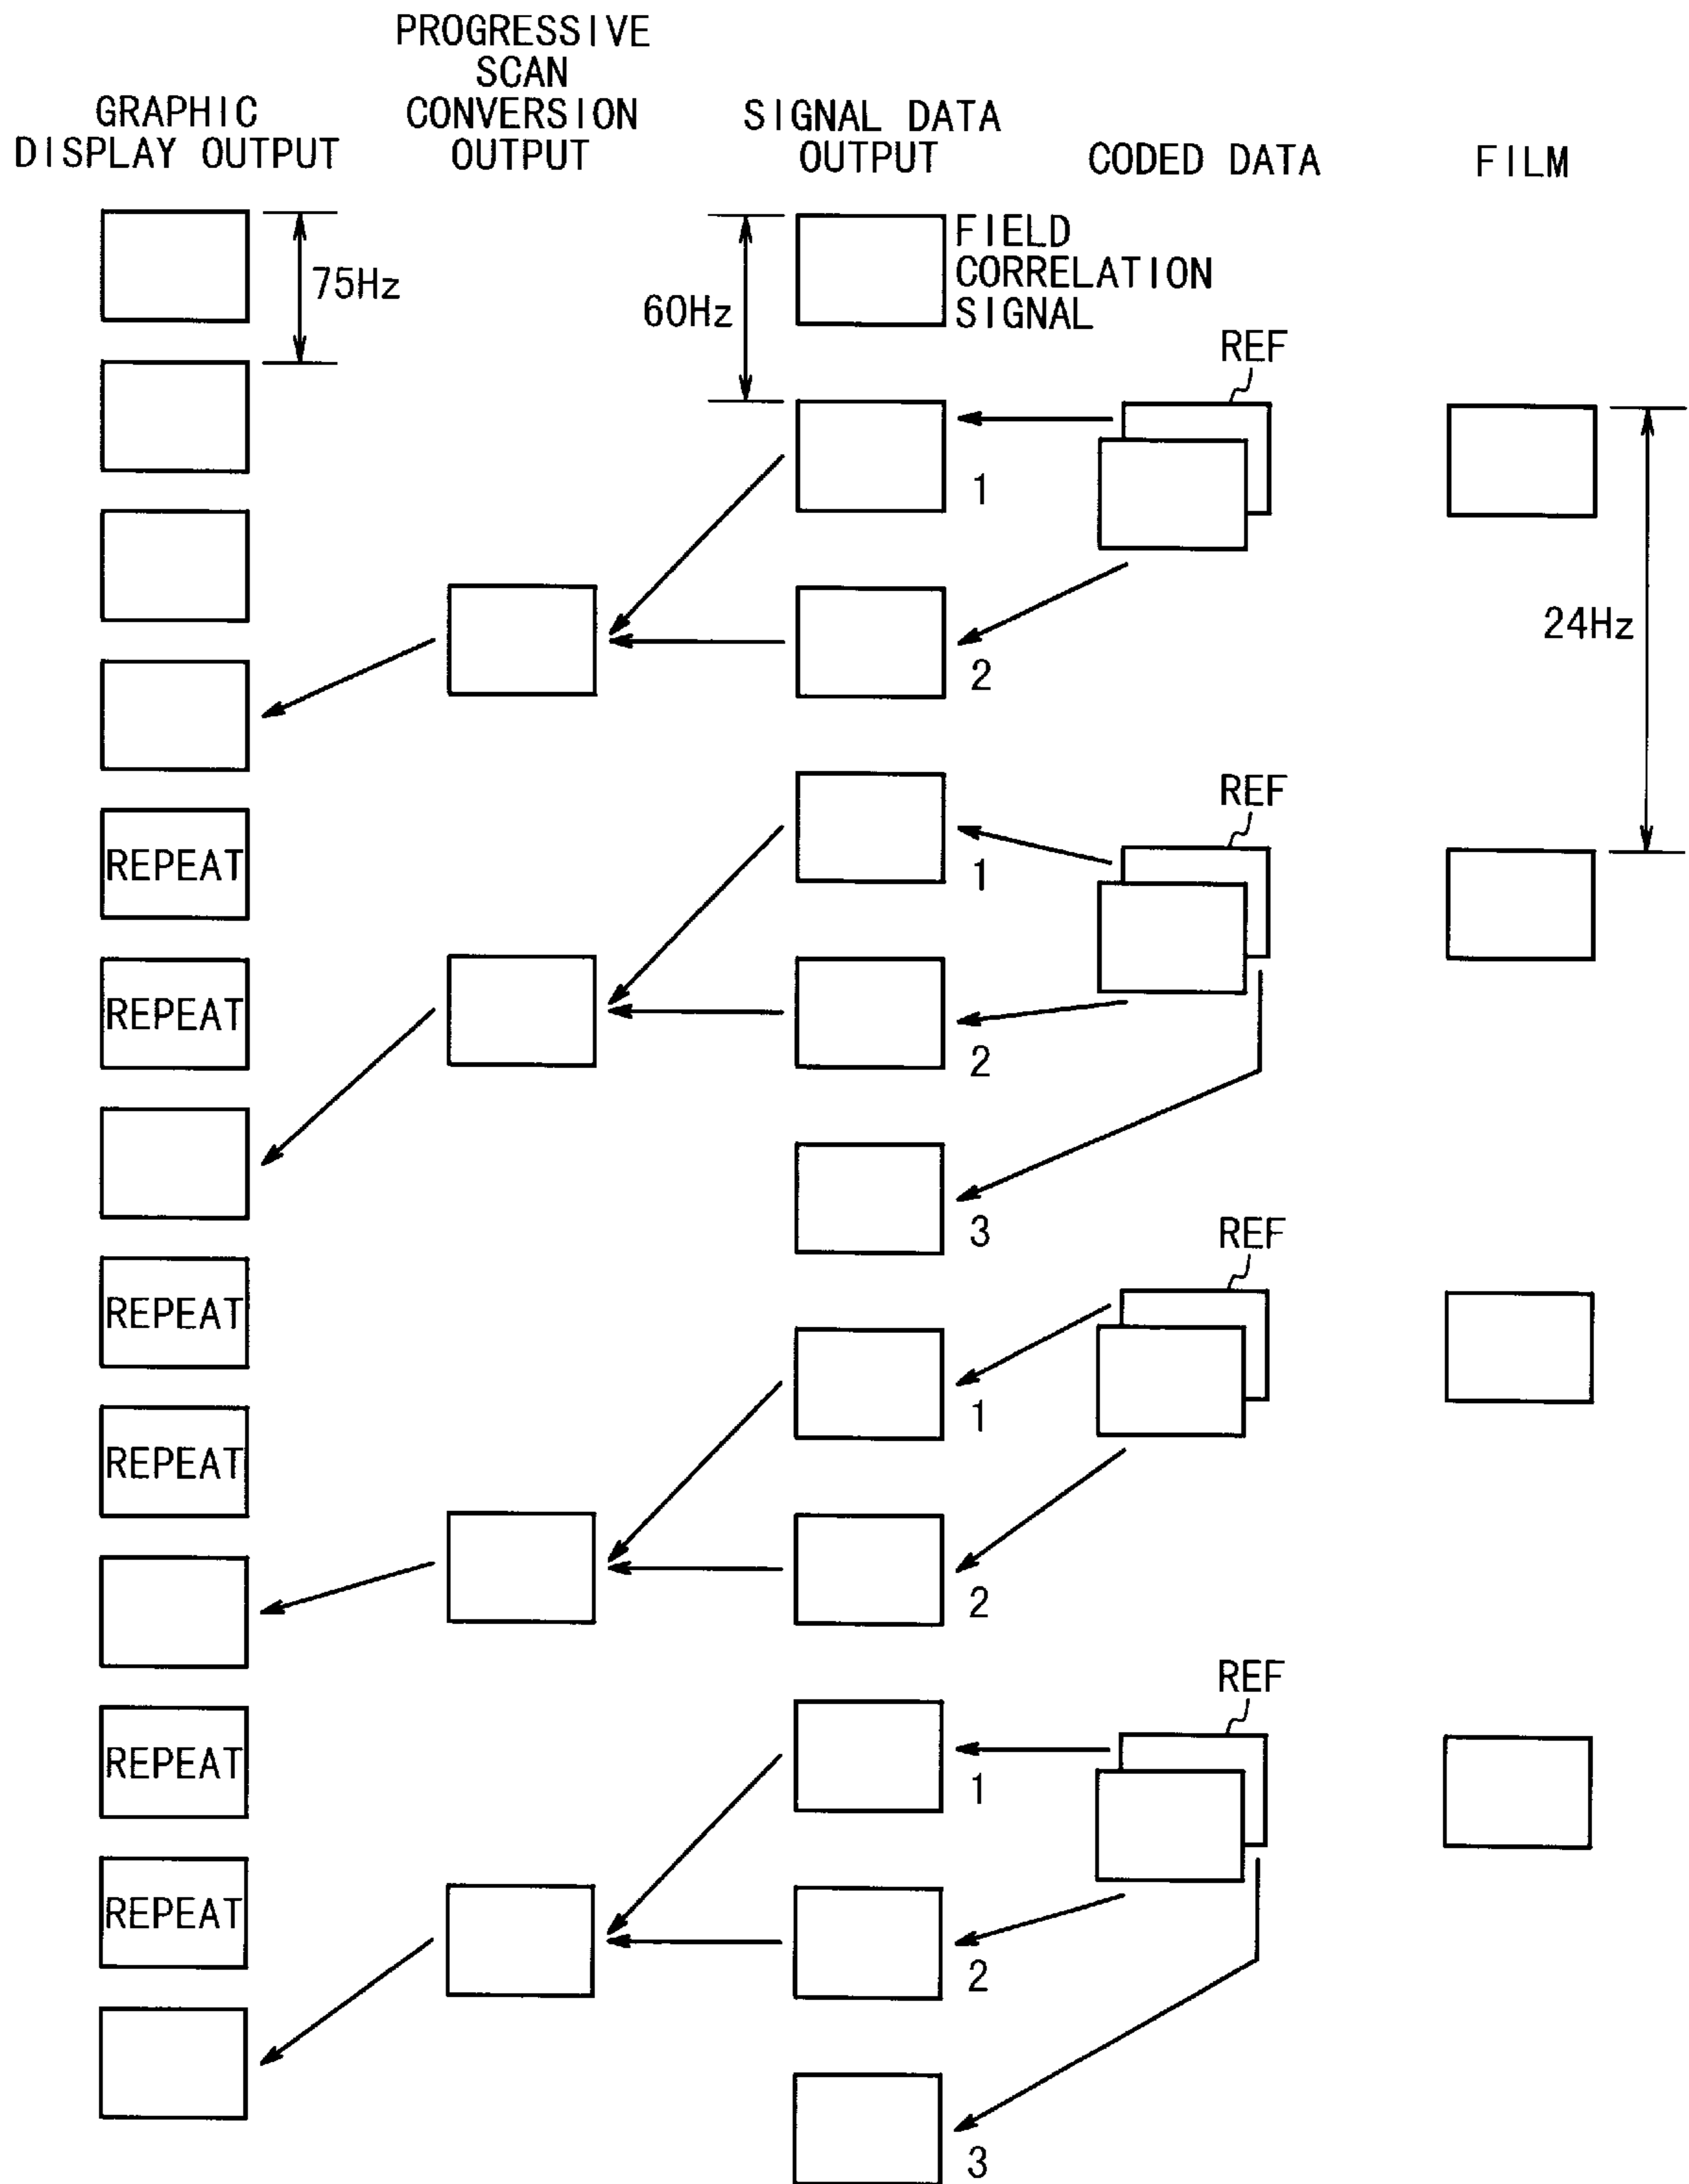 PROGRESSIVE
SCAN
CONVERSION
OUTPUT
GRAPHIC
DISPLAY OUTPUT
SIGNAL DATA
OUTPUT
CODED DATA
FILM
75Hz
60Hz
FIELD
CORRELATION
SIGNAL
REF
1
2
24Hz
REF
REPEAT
1
REPEAT
2
3
REF
REPEAT
1
REPEAT
2
REF
REPEAT
1
REPEAT
2
3